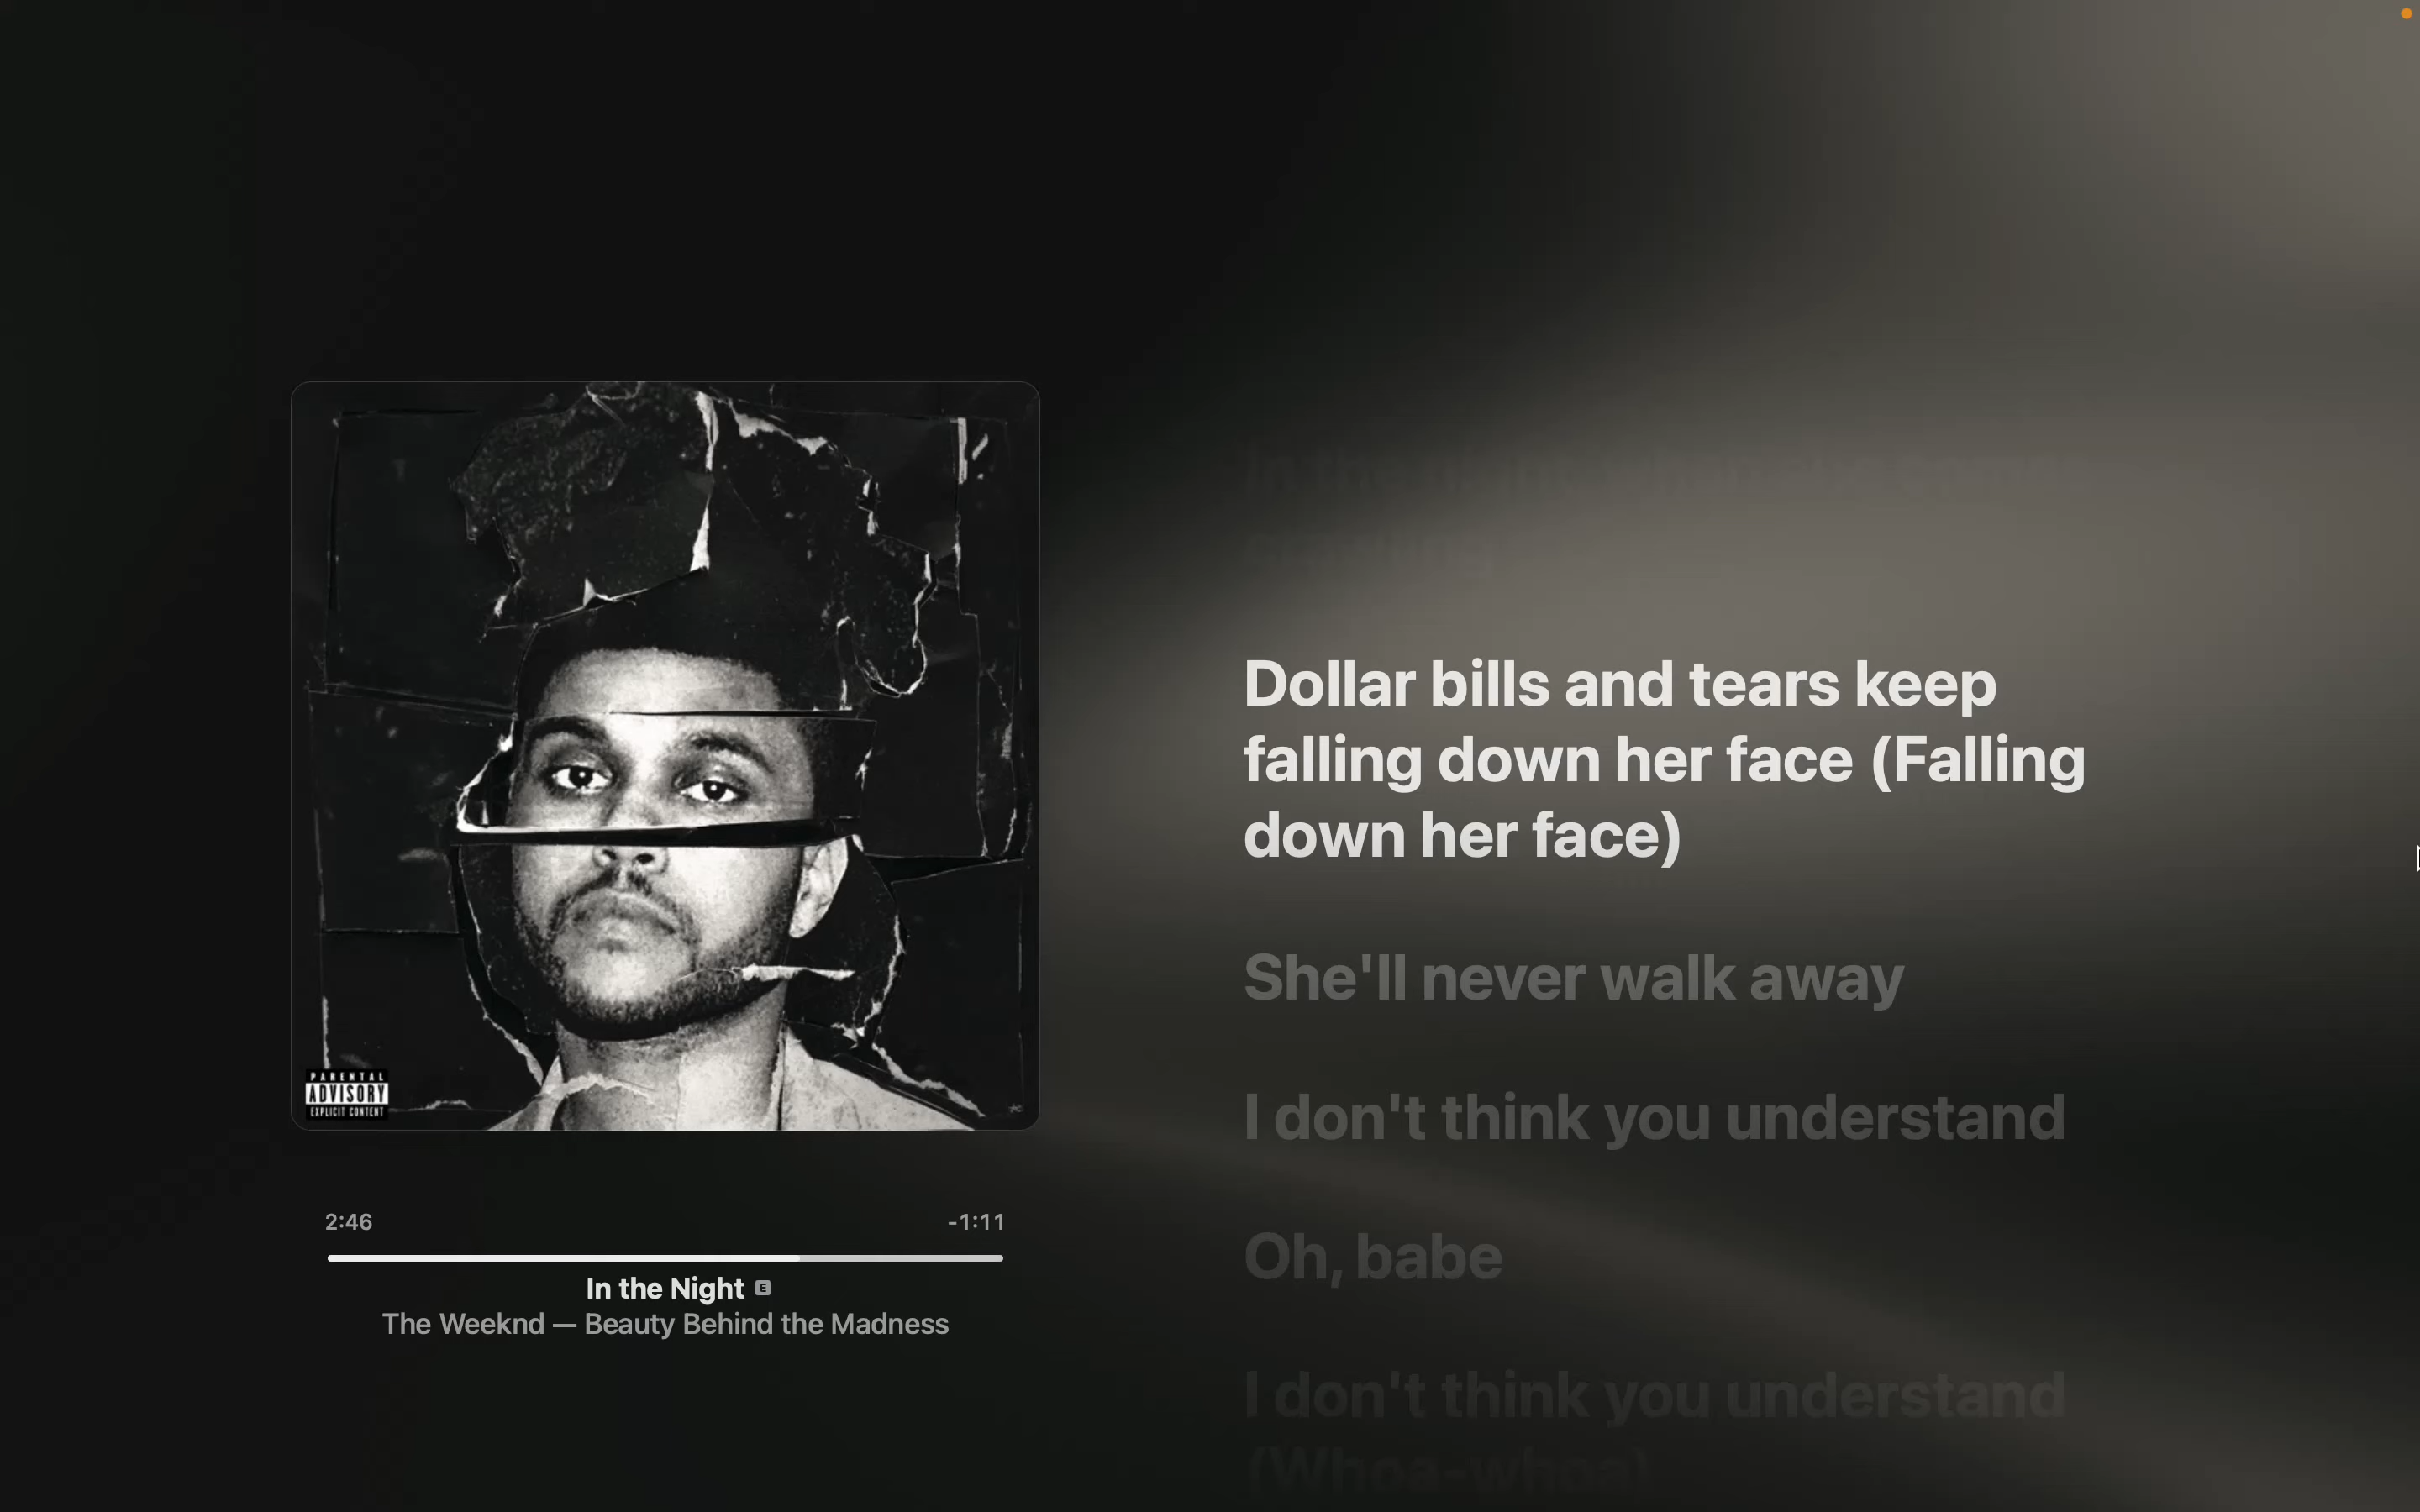 PARENTAL
ADVISORY
EXPLICIT CONTENT
2:46
-1:11
In the Night E
The Weeknd — Beauty Behind the Madness
Dollar bills and tears keep
falling down her face (Falling
down her face)
She'll never walk away
I don't think you understand
Oh, babe
I don't think you understand
(Whoa-whoa)